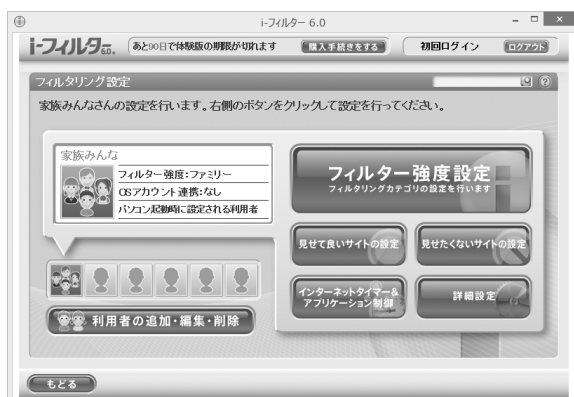 i-フィルター 6.0
i-フィルター6.0. あと90日で体験版の期限が切れます 購入手続きをする 初回ログイン ログアウト
フィルタリング設定
家族みんなさんの設定を行います。右側のボタンをクリックして設定を行ってください。
家族みんな
フィルター強度:ファミリー
OSアカウント連携:なし
パソコン起動時に設定される利用者
フィルター強度設定
フィルタリングカテゴリの設定を行います
見せて良いサイトの設定 見せたくないサイトの設定
インターネットタイマー&
アプリケーション制御
詳細設定
利用者の追加・編集・削除
もどる